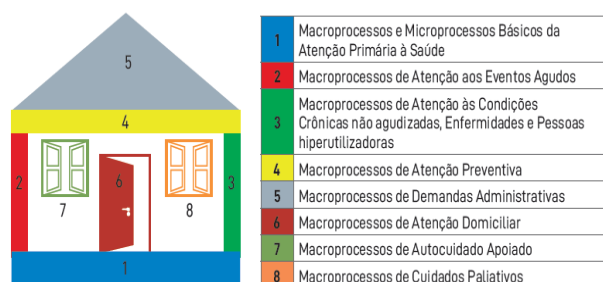 5
4
2
6
3
7
8
1
1 Macroprocessos e Microprocessos Básicos da
Atenção Primária à Saúde
2 Macroprocessos de Atenção aos Eventos Agudos
3 Macroprocessos de Atenção às Condições
Crônicas não agudizadas, Enfermidades e Pessoas
hiperutilizadoras
4 Macroprocessos de Atenção Preventiva
5 Macroprocessos de Demandas Administrativas
6 Macroprocessos de Atenção Domiciliar
7 Macroprocessos de Autocuidado Apoiado
8 Macroprocessos de Cuidados Paliativos